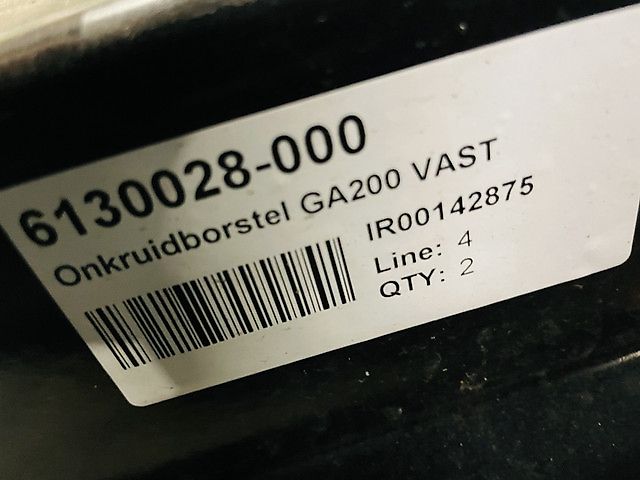 6130028-000
Onkruidborstel GA200 VAST
IR00142875
Line: 4
QTY: 2